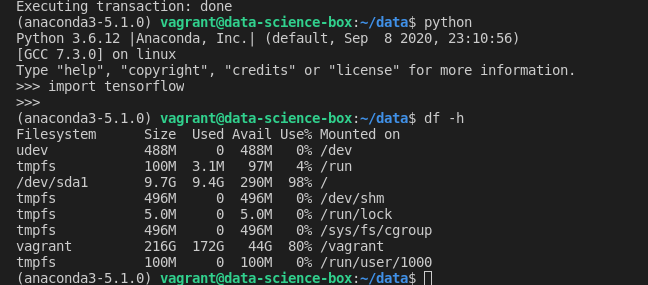 Executing transaction: done
(anaconda3-5.1.0) vagrant@data-science-box:~/data$ python
Python 3.6.12 |Anaconda, Inc.| (default, Sep  8 2020, 23:10:56)
[GCC 7.3.0] on linux
Type "help", "copyright", "credits" or "license" for more information.
>>> import tensorflow
>>>
(anaconda3-5.1.0) vagrant@data-science-box:~/data$ df -h
Filesystem      Size  Used Avail Use% Mounted on
udev            488M     0  488M   0% /dev
tmpfs           100M  3.1M   97M   4% /run
/dev/sda1       9.7G  9.4G  290M  98% /
tmpfs           496M     0  496M   0% /dev/shm
tmpfs           5.0M     0  5.0M   0% /run/lock
tmpfs           496M     0  496M   0% /sys/fs/cgroup
vagrant         216G  172G   44G  80% /vagrant
tmpfs           100M     0  100M   0% /run/user/1000
(anaconda3-5.1.0) vagrant@data-science-box:~/data$